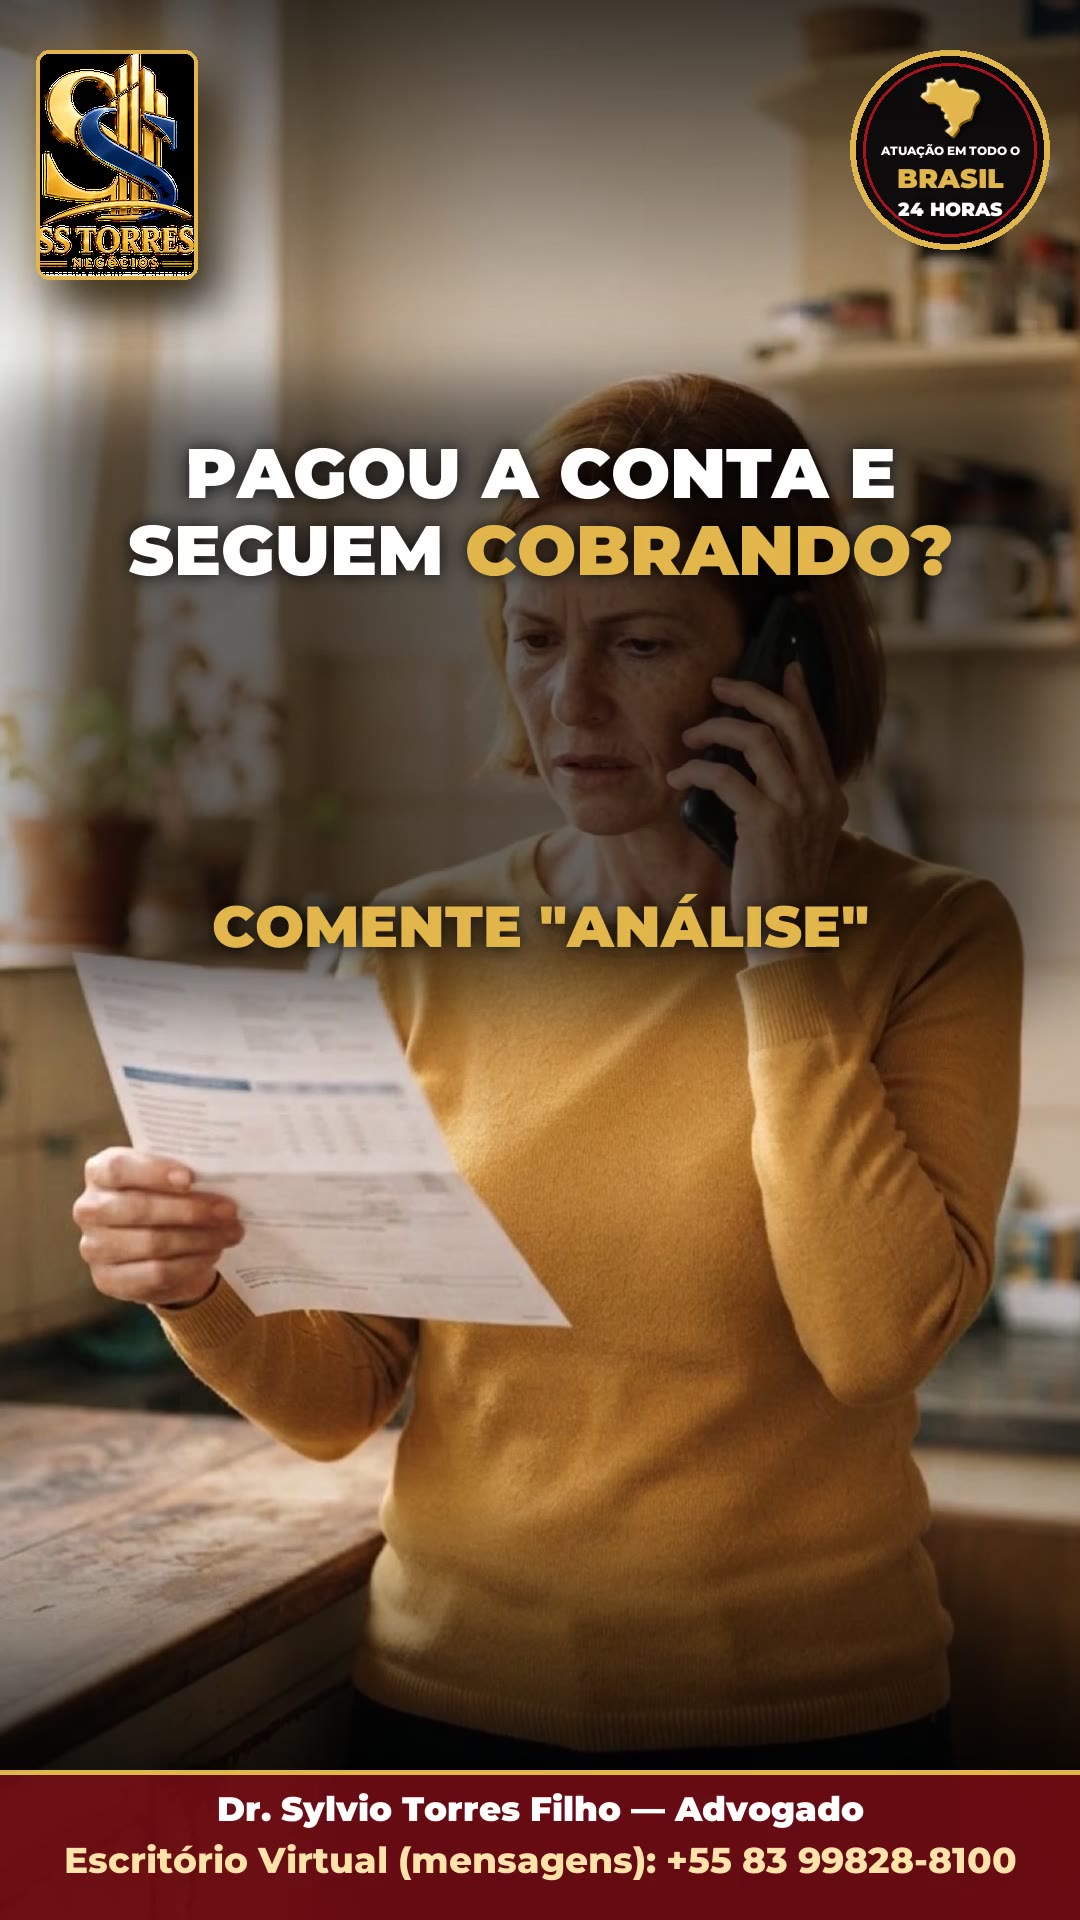 SS TORRES
NEGÓCIOS
ATUAÇÃO EM TODO O
BRASIL
24 HORAS
PAGOU A CONTA E
SEGUEM COBRANDO?
COMENTE "ANÁLISE"
Dr. Sylvio Torres Filho — Advogado
Escritório Virtual (mensagens): +55 83 99828-8100